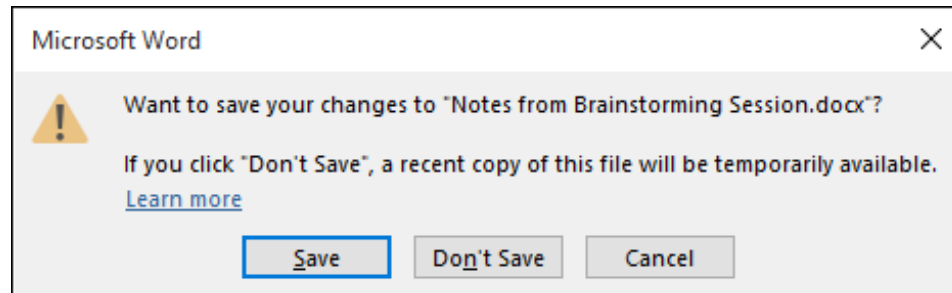 Microsoft Word
Want to save your changes to "Notes from Brainstorming Session.docx"?
If you click "Don't Save", a recent copy of this file will be temporarily available.
Learn more
Save Don't Save Cancel